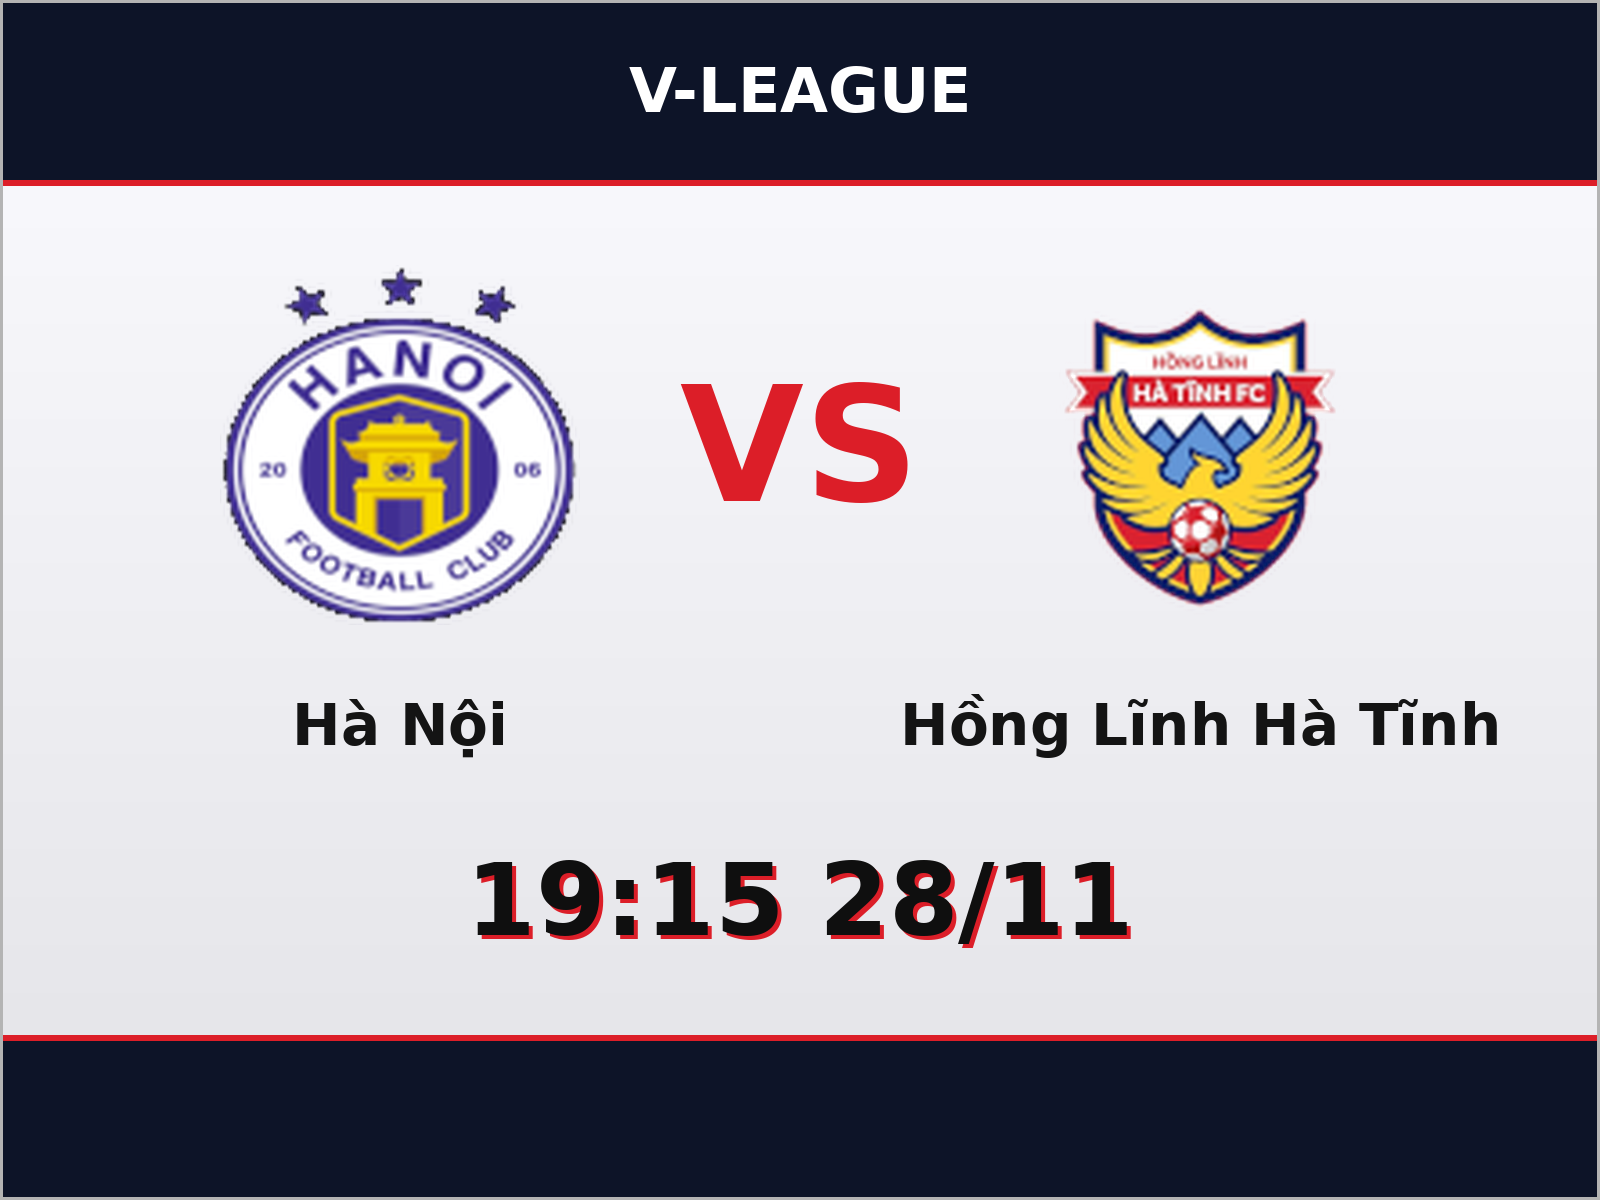 V-LEAGUE
HANOI
20 06
FOOTBALL CLUB
VS
HỒNG LĨNH
HÀ TĨNH FC
Hà Nội
Hồng Lĩnh Hà Tĩnh
19:15 28/11